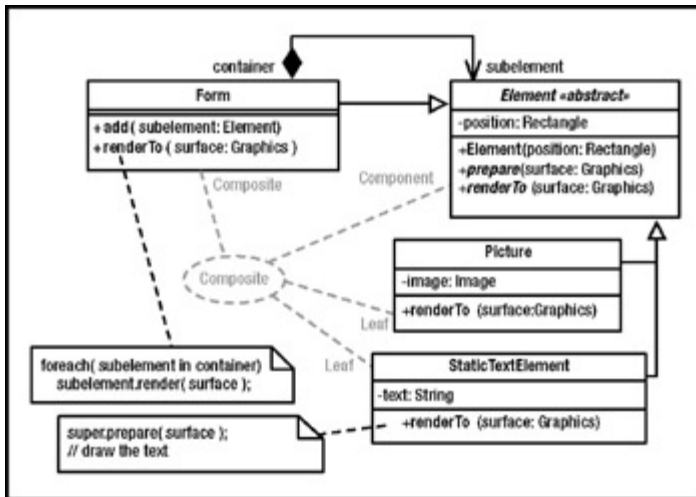 container
subelement
Form
+ add( subelement: Element)
+ renderTo( surface: Graphics )
Element «abstract»
-position: Rectangle
+Element(position: Rectangle)
+prepare(surface: Graphics)
+renderTo (surface: Graphics)
Composite
Component
Composite
Leaf
Leaf
Picture
-image: Image
+renderTo (surface:Graphics)
StaticTextElement
-text: String
+renderTo (surface: Graphics)
foreach( subelement in container)
subelement.render( surface );
super.prepare( surface );
// draw the text